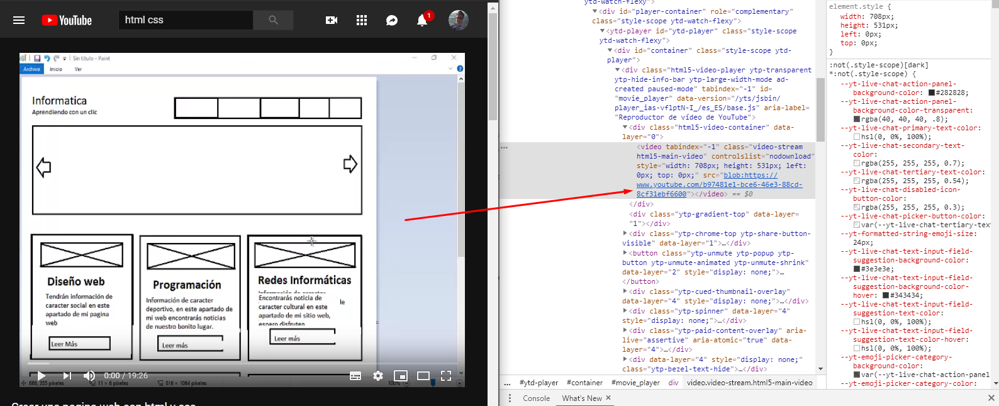 YouTube
html css
1
Sin título - Paint
Archivo
Inicio
Ver
Informatica
Aprendiendo con un clic
Diseño web
Tendrán información de
caracter social en este
apartado de mi pagina
web
Leer Más
Programación
Información de caracter
deportivo, en este apartado de
mi web encontrarás noticias
de nuestro bonito lugar.
Leer más
Redes Informáticas
Encontrarás noticia de
le
caracter cultural en este
apartado de mi sitio web,
espero disfruten
Leer más
0:00 / 19:26
666, 355 píxeles
11 × 6 píxeles
816 × 1064 píxeles
100%
Crear una pagina web con html y css
ytd-watch-flexy">
▼<div id="player-container" role="complementary"
class="style-scope ytd-watch-flexy">
▼<ytd-player id="ytd-player" class="style-scope
ytd-watch-flexy">
▼<div id="container" class="style-scope ytd-
player">
▼<div class="html5-video-player ytp-transparent
ytp-hide-info-bar ytp-large-width-mode ad-
created paused-mode" tabindex="-1" id=
"movie_player" data-version="/yts/jsbin/
player_ias-vflptN-I_/es_ES/base.js" aria-label=
"Reproductor de vídeo de YouTube">
▼<div class="html5-video-container" data-
layer="0">
<video tabindex="-1" class="video-stream
html5-main-video" controlslist="nodownload"
style="width: 708px; height: 531px; left:
0px; top: 0px;" src="blob:https://
www.youtube.com/b97481e1-bce6-46e3-88cd-
8cf31ebf6600"></video> == $0
</div>
<div class="ytp-gradient-top" data-layer=
"1"></div>
▶<div class="ytp-chrome-top ytp-share-button-
visible" data-layer="1">…</div>
▶<button class="ytp-unmute ytp-popup ytp-
button ytp-unmute-animated ytp-unmute-shrink"
data-layer="2" style="display: none;">…
</button>
▶<div class="ytp-cued-thumbnail-overlay"
data-layer="4" style="display: none;">…</div>
▶<div class="ytp-spinner" data-layer="4"
style="display: none;">…</div>
▶<div class="ytp-paid-content-overlay" aria-
live="assertive" aria-atomic="true" data-
layer="4">…</div>
▶<div data-layer="4" style="display: none;"
class="ytp-bezel-text-hide">…</div>
... #ytd-player #container #movie_player div video.video-stream.html5-main-video
Console What's New ×
element.style {
width: 708px;
height: 531px;
left: 0px;
top: 0px;
}
:not(.style-scope)[dark]
*:not(.style-scope) {
--yt-live-chat-action-panel-
background-color: #282828;
--yt-live-chat-action-panel-
background-color-transparent:
rgba(40, 40, 40, .8);
--yt-live-chat-primary-text-color:
hsl(0, 0%, 100%);
--yt-live-chat-secondary-text-
color:
rgba(255, 255, 255, 0.7);
--yt-live-chat-tertiary-text-color:
rgba(255, 255, 255, 0.54);
--yt-live-chat-disabled-icon-
button-color:
rgba(255, 255, 255, 0.3);
--yt-live-chat-picker-button-color:
var(--yt-live-chat-tertiary-tex
--yt-formatted-string-emoji-size:
24px;
--yt-live-chat-text-input-field-
suggestion-background-color:
#3e3e3e;
--yt-live-chat-text-input-field-
suggestion-background-color-
hover: #343434;
--yt-live-chat-text-input-field-
suggestion-text-color:
hsl(0, 0%, 100%);
--yt-live-chat-text-input-field-
suggestion-text-color-hover:
hsl(0, 0%, 100%);
--yt-emoji-picker-category-
background-color:
var(--yt-live-chat-action-panel
--yt-emoji-picker-category-color: